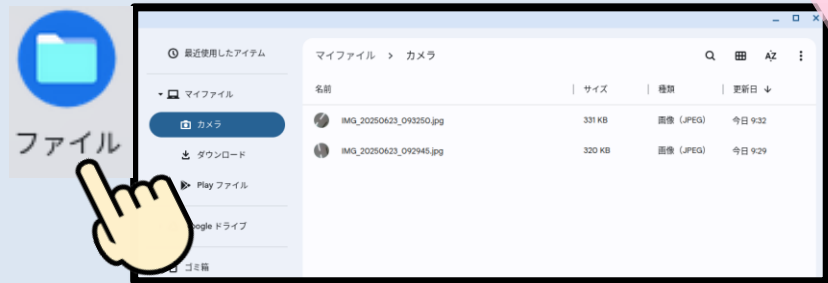 ファイル
最近使用したアイテム
マイファイル
カメラ
ダウンロード
Play ファイル
ogle ドライブ
ゴミ箱
マイファイル > カメラ
AZ
名前 サイズ 種類 更新日
IMG_20250623_093250.jpg 331 KB 画像（JPEG） 今日 9:32
IMG_20250623_092945.jpg 320 KB 画像（JPEG） 今日 9:29